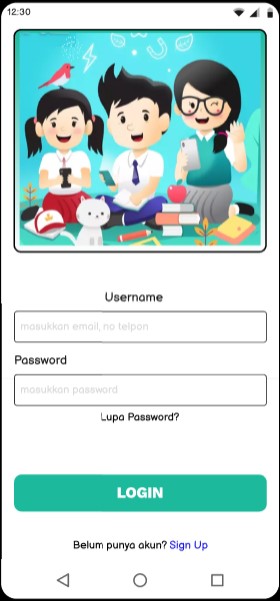 12:30
Username
masukkan email, no telpon
Password
masukkan password
Lupa Password?
LOGIN
Belum punya akun? Sign Up